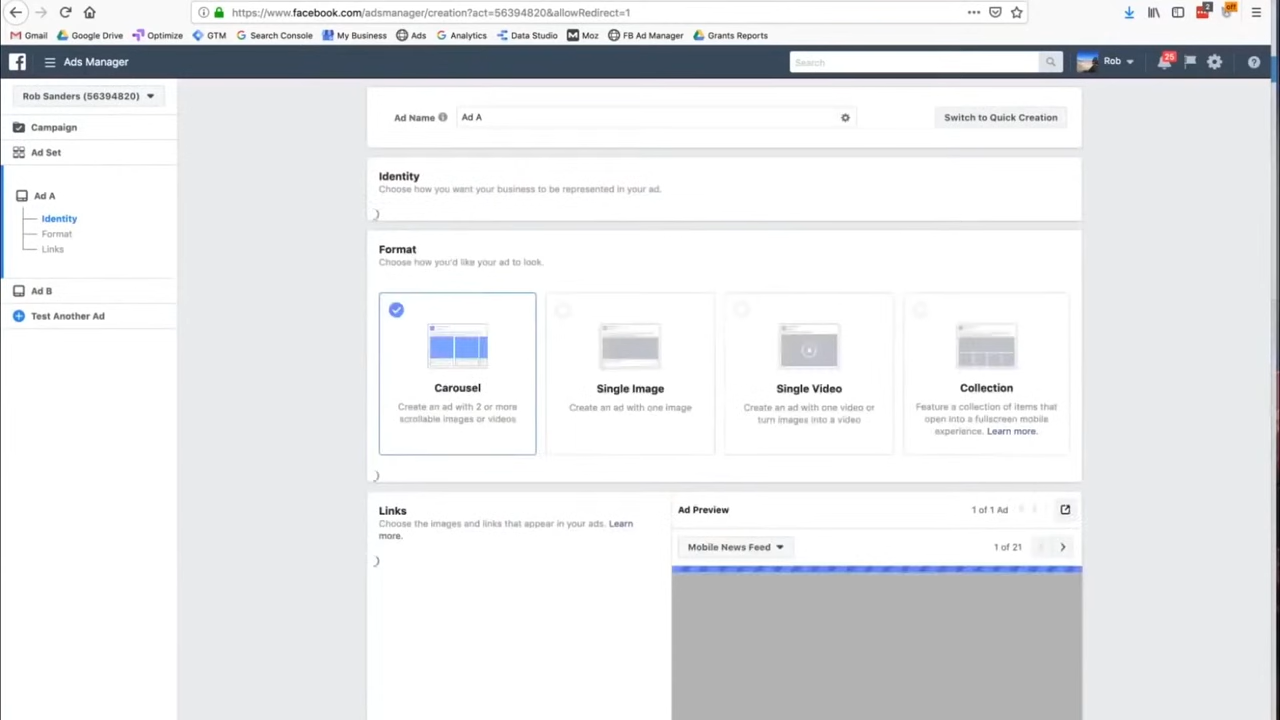 https://www.facebook.com/adsmanager/creation?act=56394820&allowRedirect=1
2
off
Gmail Google Drive Optimize GTM Search Console My Business Ads Analytics Data Studio Moz FB Ad Manager Grants Reports
Ads Manager
Search
Rob
25
Rob Sanders (56394820)
Campaign
Ad Set
Ad A
Identity
Format
Links
Ad B
Test Another Ad
Ad Name
Ad A
Switch to Quick Creation
Identity
Choose how you want your business to be represented in your ad.
Format
Choose how you'd like your ad to look.
Carousel
Create an ad with 2 or more
scrollable images or videos
Single Image
Create an ad with one image
Single Video
Create an ad with one video or
turn images into a video
Collection
Feature a collection of items that
open into a fullscreen mobile
experience. Learn more.
Links
Choose the images and links that appear in your ads. Learn
more.
Ad Preview
1 of 1 Ad
Mobile News Feed
1 of 21